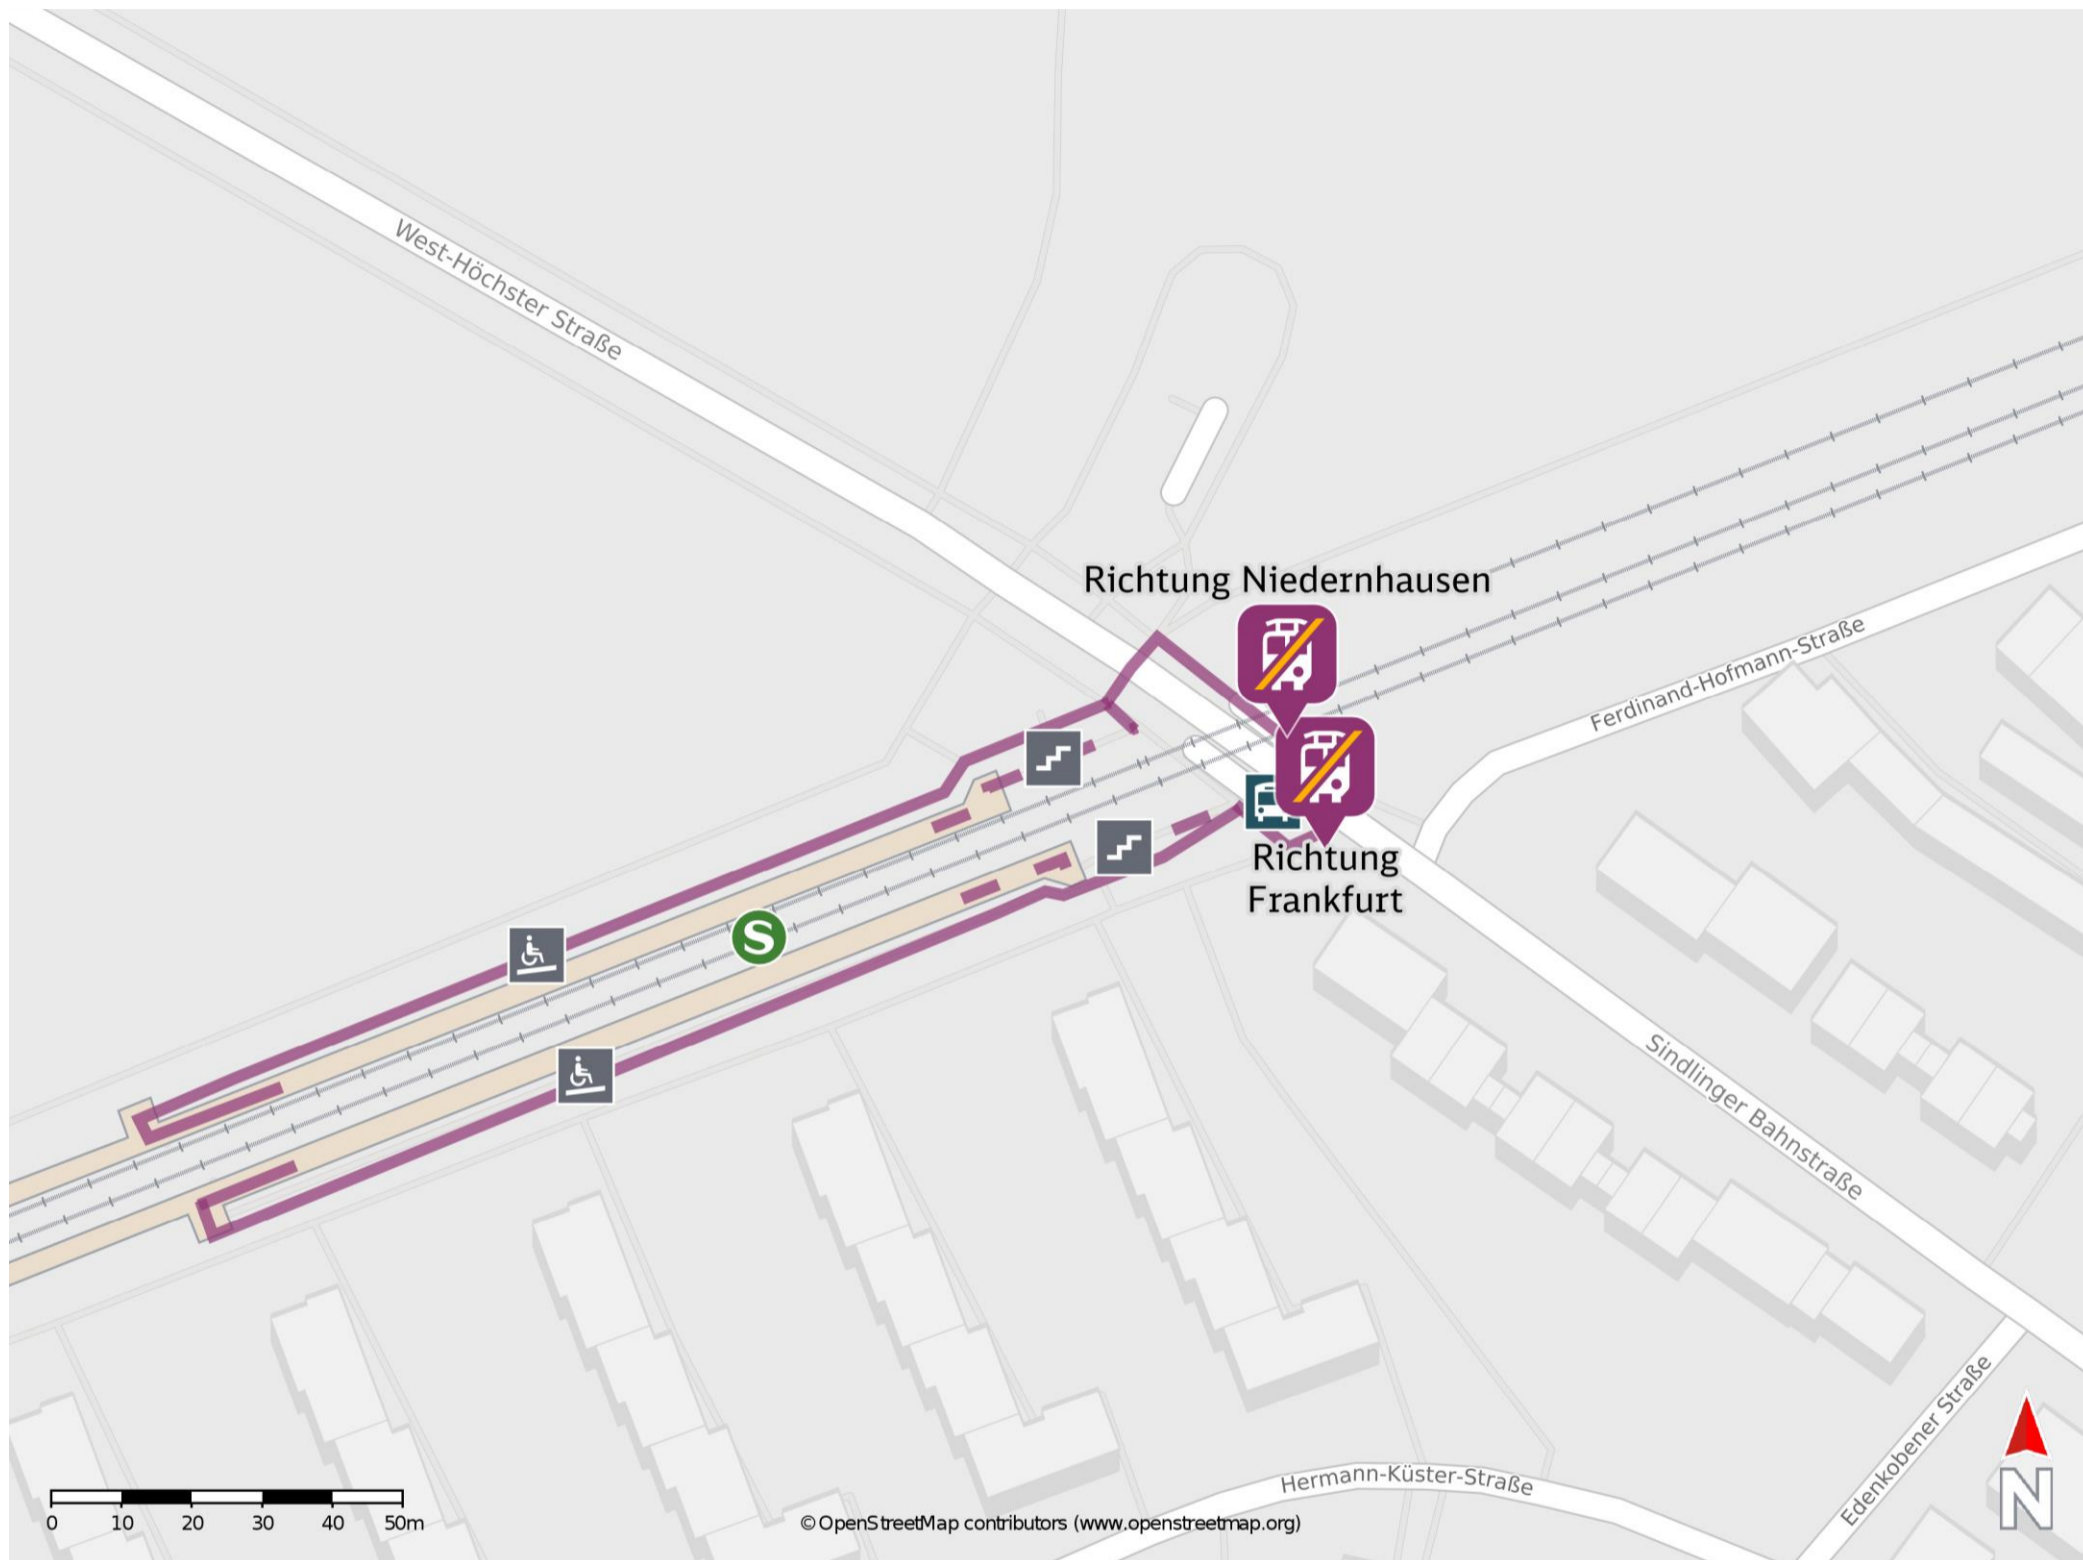 West-Höchster Straße
Richtung Niedernhausen
Ferdinand-Hofmann-Straße
Richtung
Frankfurt
S
Sindlinger Bahnstraße
Edenkobener Straße
Hermann-Küster-Straße
0 10 20 30 40 50m
© OpenStreetMap contributors (www.openstreetmap.org)
N